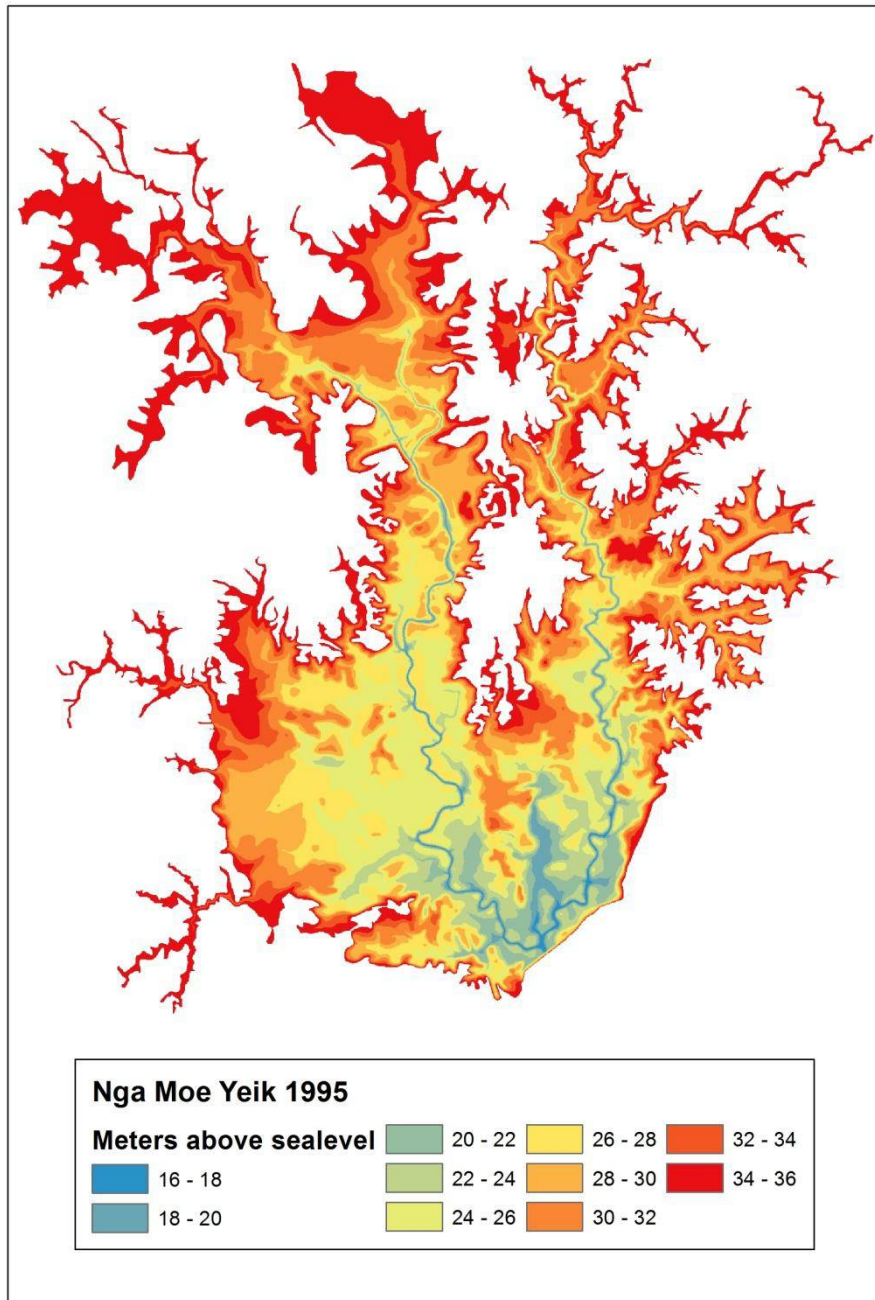 Nga Moe Yeik 1995
Meters above sealevel
16 - 18
18 - 20
20 - 22
22 - 24
24 - 26
26 - 28
28 - 30
30 - 32
32 - 34
34 - 36